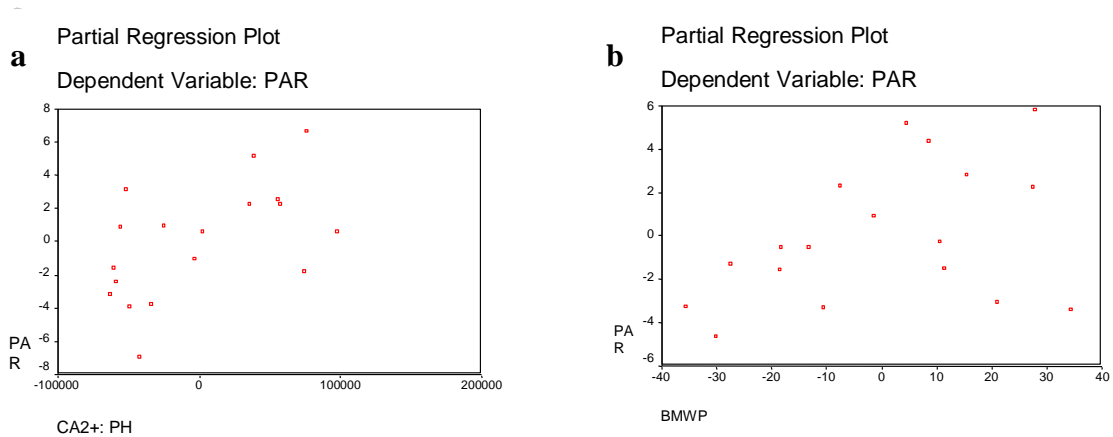 a
Partial Regression Plot
Dependent Variable: PAR
8
6
4
2
0
-2
-4
-6
-8
PA
R
-100000
0
100000
200000
CA2+: PH
b
Partial Regression Plot
Dependent Variable: PAR
6
4
2
0
-2
-4
-6
PA
R
-40
-30
-20
-10
0
10
20
30
40
BMWP